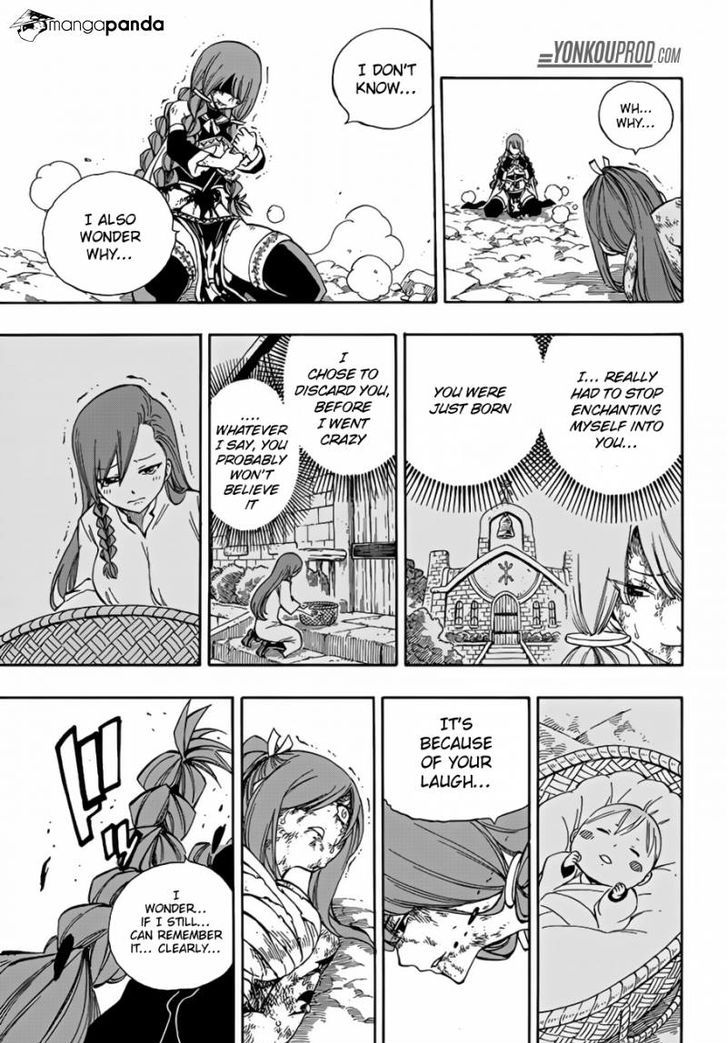 mangapanda
=YONKOUPROD.COM
WH...
WHY...
I DON'T
KNOW...
I ALSO
WONDER
WHY...
I... REALLY
HAD TO STOP
ENCHANTING
MYSELF INTO
YOU...
YOU WERE
JUST BORN
I
CHOSE TO
DISCARD YOU,
BEFORE
I WENT
CRAZY
....
WHATEVER
I SAY, YOU
PROBABLY
WON'T
BELIEVE
IT
IT'S
BECAUSE
OF YOUR
LAUGH...
I
WONDER...
IF I STILL...
CAN REMEMBER
IT... CLEARLY...